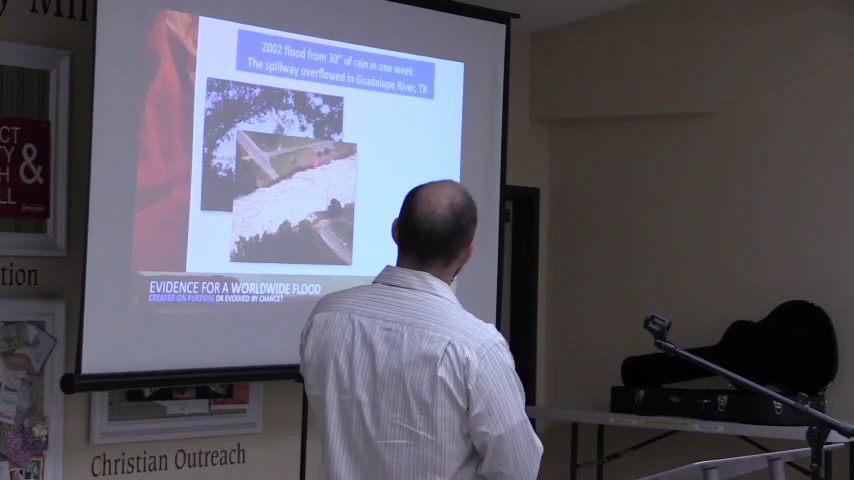 2002 flood from 30" of rain in one week.
The spillway overflowed in Guadalupe River, TX
&
EVIDENCE FOR A WORLDWIDE FLOOD
CREATED ON PURPOSE OR EVOLVED BY CHANCE?
Christian Outreach